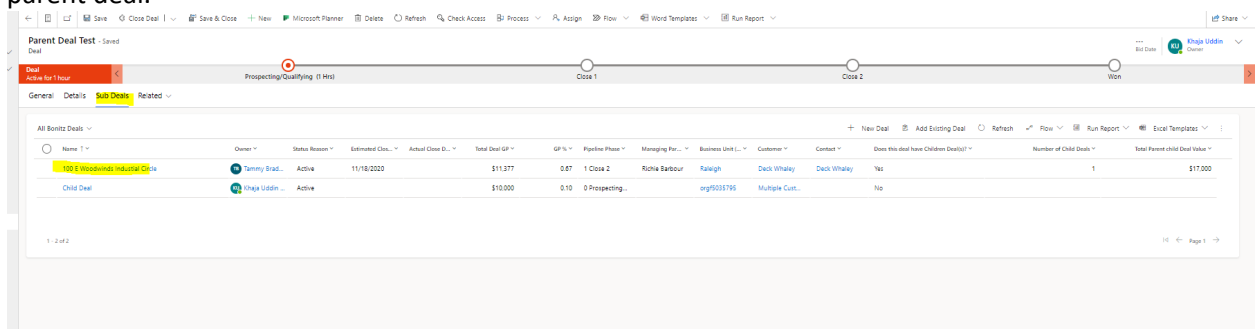 parent deal.
Save Close Deal Save & Close + New Microsoft Planner Delete Refresh Check Access Process Assign Flow Word Templates Run Report Share
Parent Deal Test - Saved
Deal
--- Bid Date
KU Khaja Uddin Owner
Deal
Active for 1 hour
Prospecting/Qualifying (1 Hrs) Close 1 Close 2 Won
General Details Sub Deals Related
All Bonitz Deals
+ New Deal Add Existing Deal Refresh Flow Run Report Excel Templates
Name ↑ Owner Status Reason Estimated Clos... Actual Close D... Total Deal GP GP % Pipeline Phase Managing Par... Business Unit (... Customer Contact Does this deal have Children Deal(s)? Number of Child Deals Total Parent child Deal Value
100 E Woodwinds Industial Circle TB Tammy Brad... Active 11/18/2020 $11,377 0.67 1 Close 2 Richie Barbour Raleigh Deck Whaley Deck Whaley Yes 1 $17,000
Child Deal KU Khaja Uddin ... Active $10,000 0.10 0 Prospecting... orgf5035795 Multiple Cust... No
1 - 2 of 2
Page 1